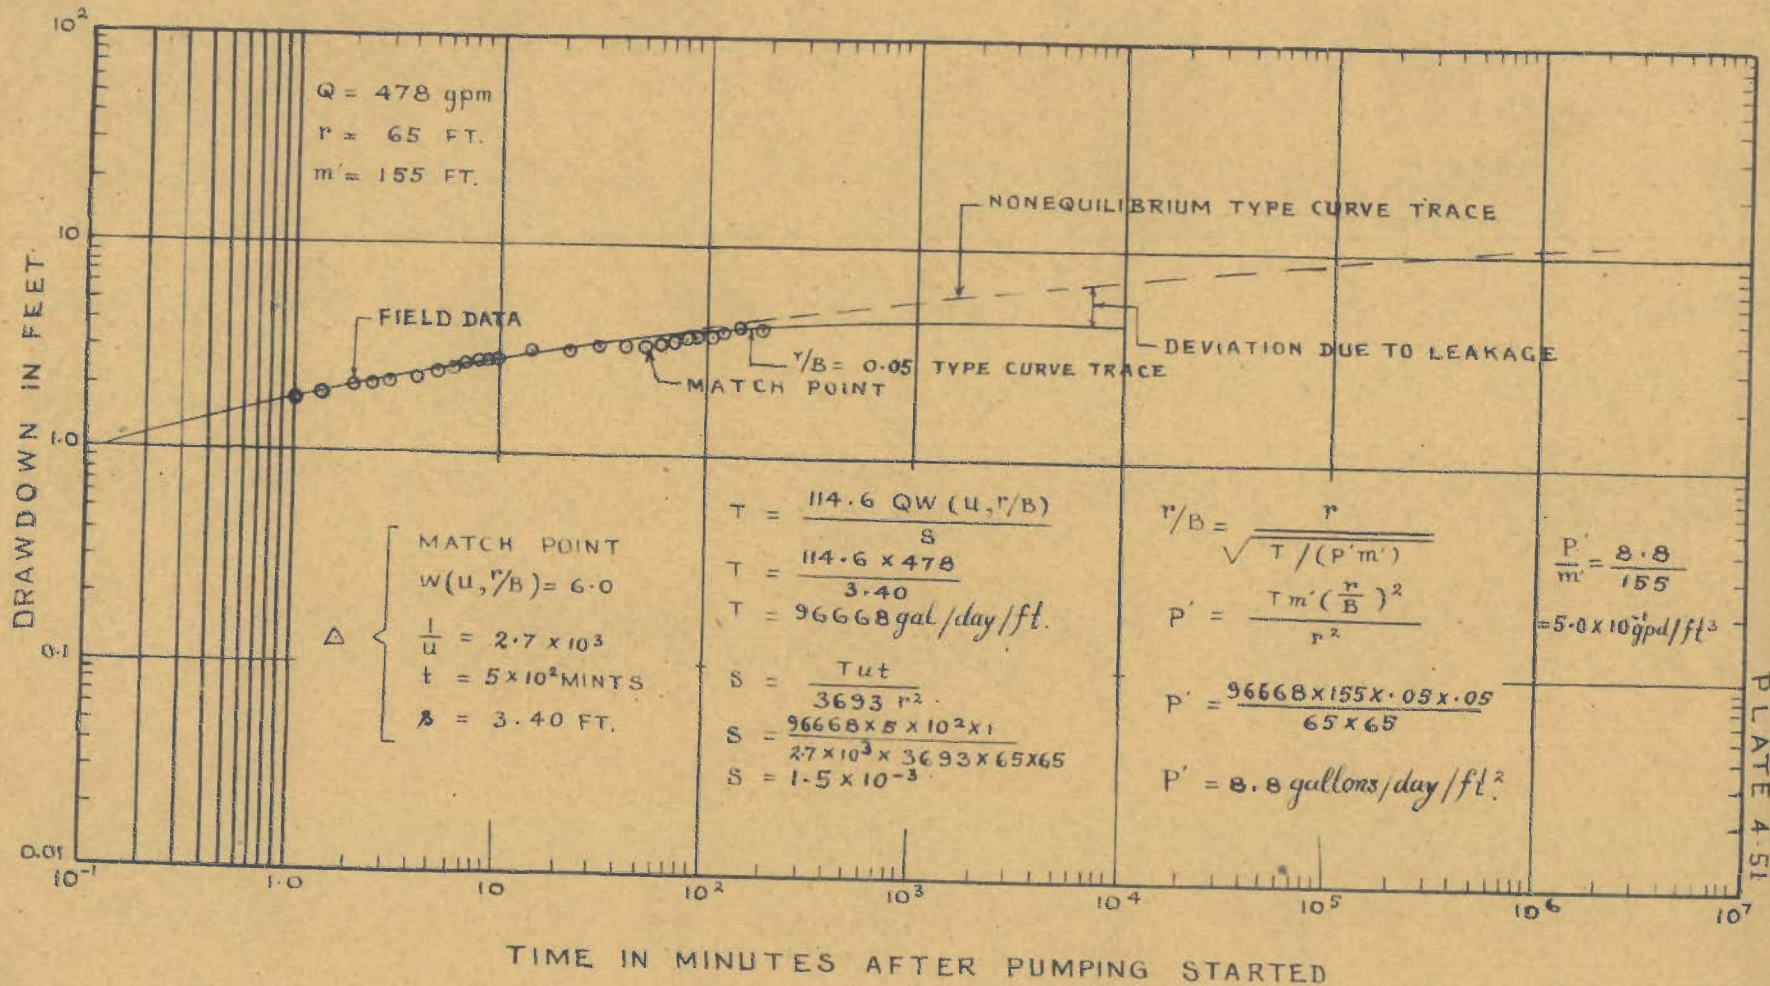 10²
10
1.0
0.1
0.01
DRAWDOWN IN FEET.
Q = 478 gpm
r = 65 FT.
m' = 155 FT.
NONEQUILIBRIUM TYPE CURVE TRACE
FIELD DATA
DEVIATION DUE TO LEAKAGE
r/B = 0.05 TYPE CURVE TRACE
MATCH POINT
Δ
MATCH POINT
W(u, r/B) = 6.0
1/u = 2.7 × 10³
t = 5 × 10² MINTS
s = 3.40 FT.
T = 114.6 QW (u, r/B) / S
T = 114.6 × 478 / 3.40
T = 96668 gal/day/ft.
S = Tut / 3693 r².
S = 96668 × 5 × 10² × 1 / 2.7 × 10³ × 3693 × 65 × 65
S = 1.5 × 10⁻³
r/B = r / √T/(P'm')
P' = Tm'(r/B)² / r²
P' = 96668 × 155 × .05 × .05 / 65 × 65
P' = 8.8 gallons/day/ft².
P'/m' = 8.8/155
= 5.0 × 10⁻¹ gpd/ft³
10⁻¹ 1.0 10 10² 10³ 10⁴ 10⁵ 10⁶ 10⁷
TIME IN MINUTES AFTER PUMPING STARTED
PLATE 4.51